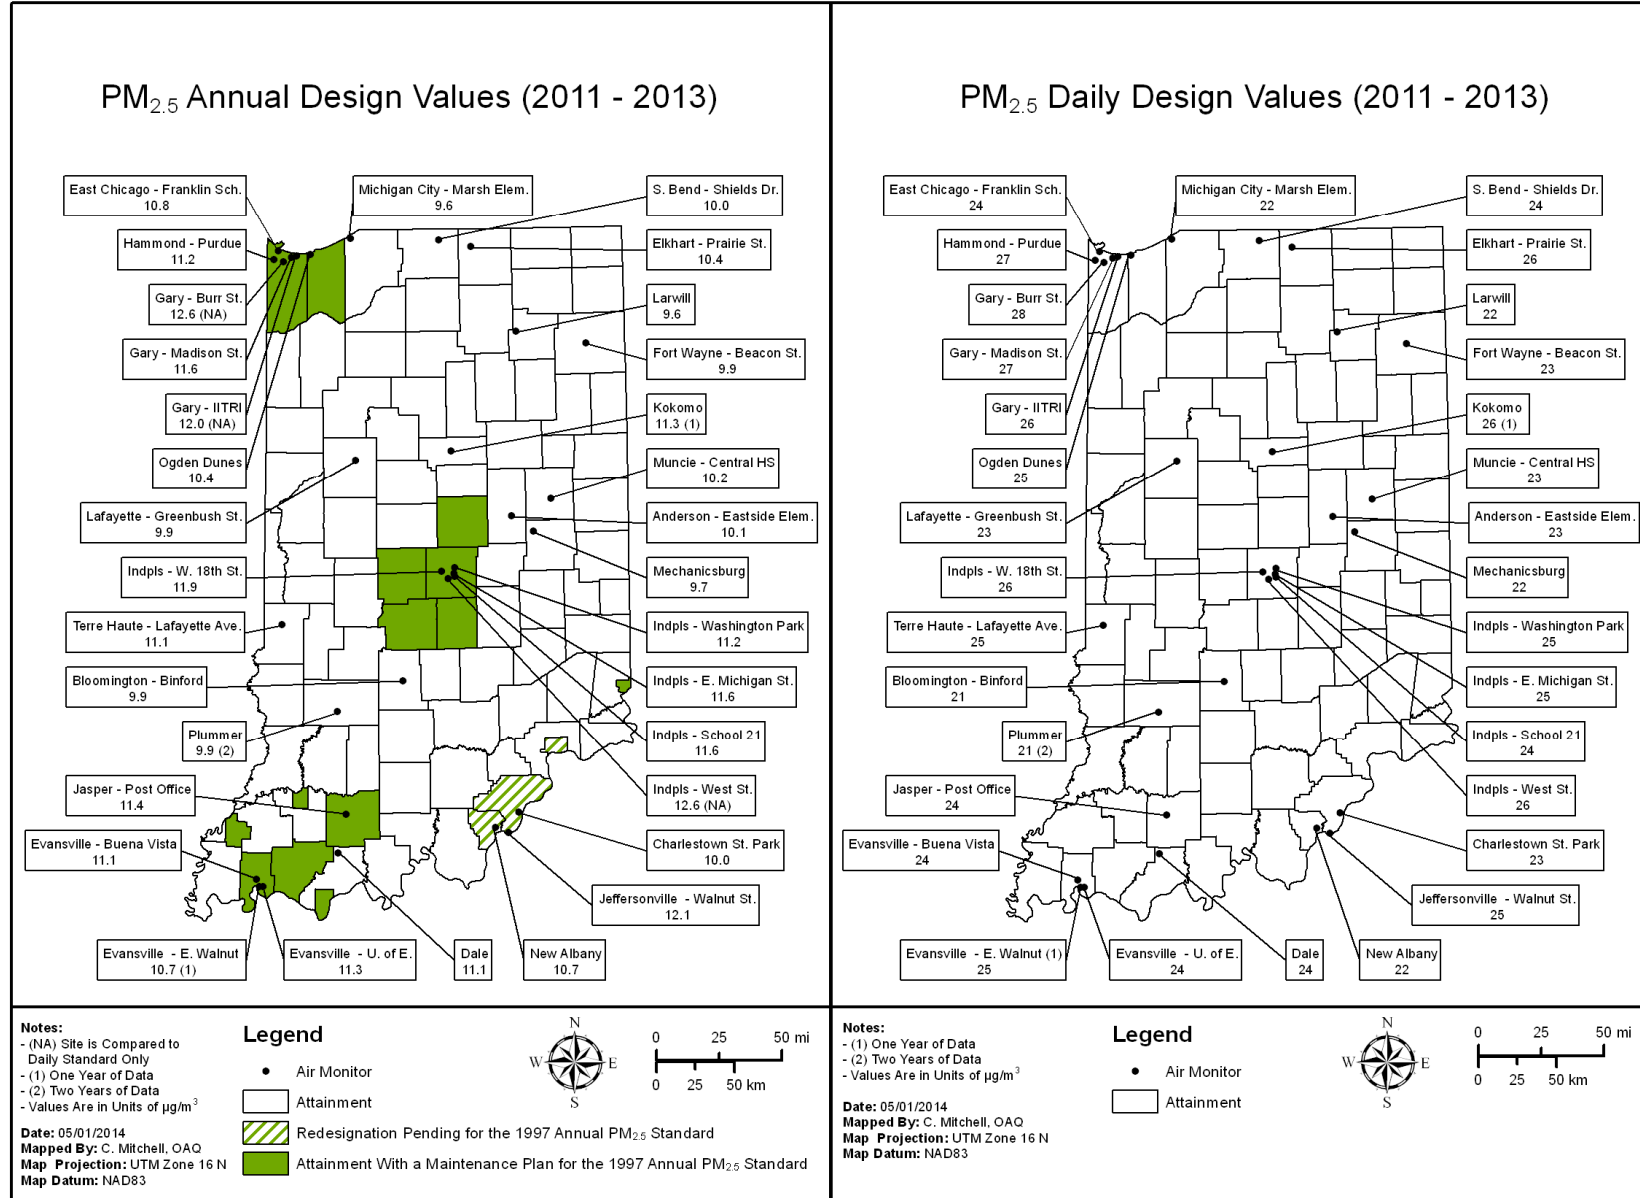 PM2.5 Annual Design Values (2011 - 2013)
East Chicago - Franklin Sch.
10.8
Michigan City - Marsh Elem.
9.6
S. Bend - Shields Dr.
10.0
Hammond - Purdue
11.2
Elkhart - Prairie St.
10.4
Gary - Burr St.
12.6 (NA)
Larwill
9.6
Gary - Madison St.
11.6
Fort Wayne - Beacon St.
9.9
Gary - IITRI
12.0 (NA)
Kokomo
11.3 (1)
Ogden Dunes
10.4
Muncie - Central HS
10.2
Lafayette - Greenbush St.
9.9
Anderson - Eastside Elem.
10.1
Indpls - W. 18th St.
11.9
Mechanicsburg
9.7
Terre Haute - Lafayette Ave.
11.1
Indpls - Washington Park
11.2
Bloomington - Binford
9.9
Indpls - E. Michigan St.
11.6
Plummer
9.9 (2)
Indpls - School 21
11.6
Jasper - Post Office
11.4
Indpls - West St.
12.6 (NA)
Evansville - Buena Vista
11.1
Charlestown St. Park
10.0
Jeffersonville - Walnut St.
12.1
Evansville - E. Walnut
10.7 (1)
Evansville - U. of E.
11.3
Dale
11.1
New Albany
10.7
Notes:
- (NA) Site is Compared to
Daily Standard Only
- (1) One Year of Data
- (2) Two Years of Data
- Values Are in Units of µg/m3
Date: 05/01/2014
Mapped By: C. Mitchell, OAQ
Map Projection: UTM Zone 16 N
Map Datum: NAD83
Legend
Air Monitor
Attainment
Redesignation Pending for the 1997 Annual PM2.5 Standard
Attainment With a Maintenance Plan for the 1997 Annual PM2.5 Standard
N
W E
S
0 25 50 mi
0 25 50 km
PM2.5 Daily Design Values (2011 - 2013)
East Chicago - Franklin Sch.
24
Michigan City - Marsh Elem.
22
S. Bend - Shields Dr.
24
Hammond - Purdue
27
Elkhart - Prairie St.
26
Gary - Burr St.
28
Larwill
22
Gary - Madison St.
27
Fort Wayne - Beacon St.
23
Gary - IITRI
26
Kokomo
26 (1)
Ogden Dunes
25
Muncie - Central HS
23
Lafayette - Greenbush St.
23
Anderson - Eastside Elem.
23
Indpls - W. 18th St.
26
Mechanicsburg
22
Terre Haute - Lafayette Ave.
25
Indpls - Washington Park
25
Bloomington - Binford
21
Indpls - E. Michigan St.
25
Plummer
21 (2)
Indpls - School 21
24
Jasper - Post Office
24
Indpls - West St.
26
Evansville - Buena Vista
24
Charlestown St. Park
23
Jeffersonville - Walnut St.
25
Evansville - E. Walnut (1)
25
Evansville - U. of E.
24
Dale
24
New Albany
22
Notes:
- (1) One Year of Data
- (2) Two Years of Data
- Values Are in Units of µg/m3
Date: 05/01/2014
Mapped By: C. Mitchell, OAQ
Map Projection: UTM Zone 16 N
Map Datum: NAD83
Legend
Air Monitor
Attainment
N
W E
S
0 25 50 mi
0 25 50 km